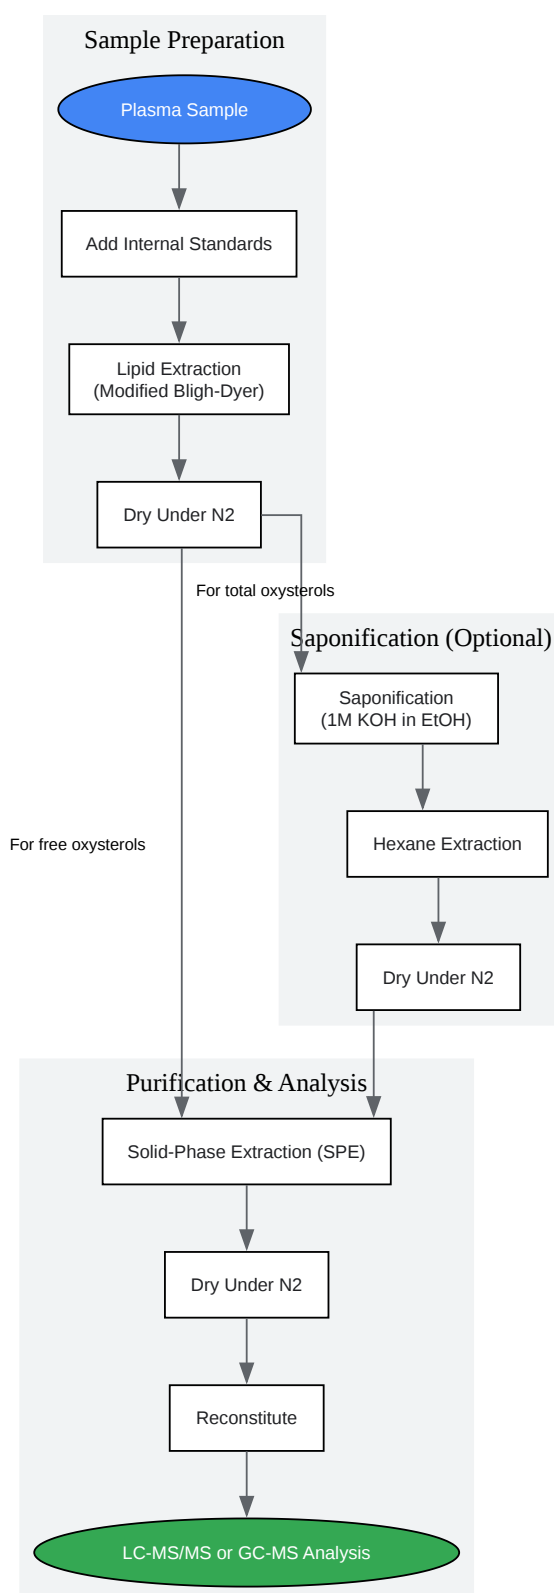 Sample Preparation
Plasma Sample
Add Internal Standards
Lipid Extraction
(Modified Bligh-Dyer)
Dry Under N2
For total oxysterols
Saponification (Optional)
Saponification
(1M KOH in EtOH)
Hexane Extraction
For free oxysterols
Dry Under N2
Purification & Analysis
Solid-Phase Extraction (SPE)
Dry Under N2
Reconstitute
LC-MS/MS or GC-MS Analysis